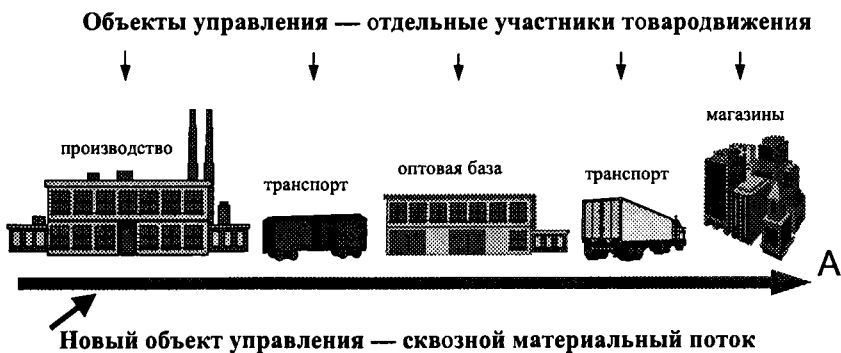 Объекты управления — отдельные участники товародвижения
магазины
производство
оптовая база
транспорт
транспорт
А
Новый объект управления — сквозной материальный поток